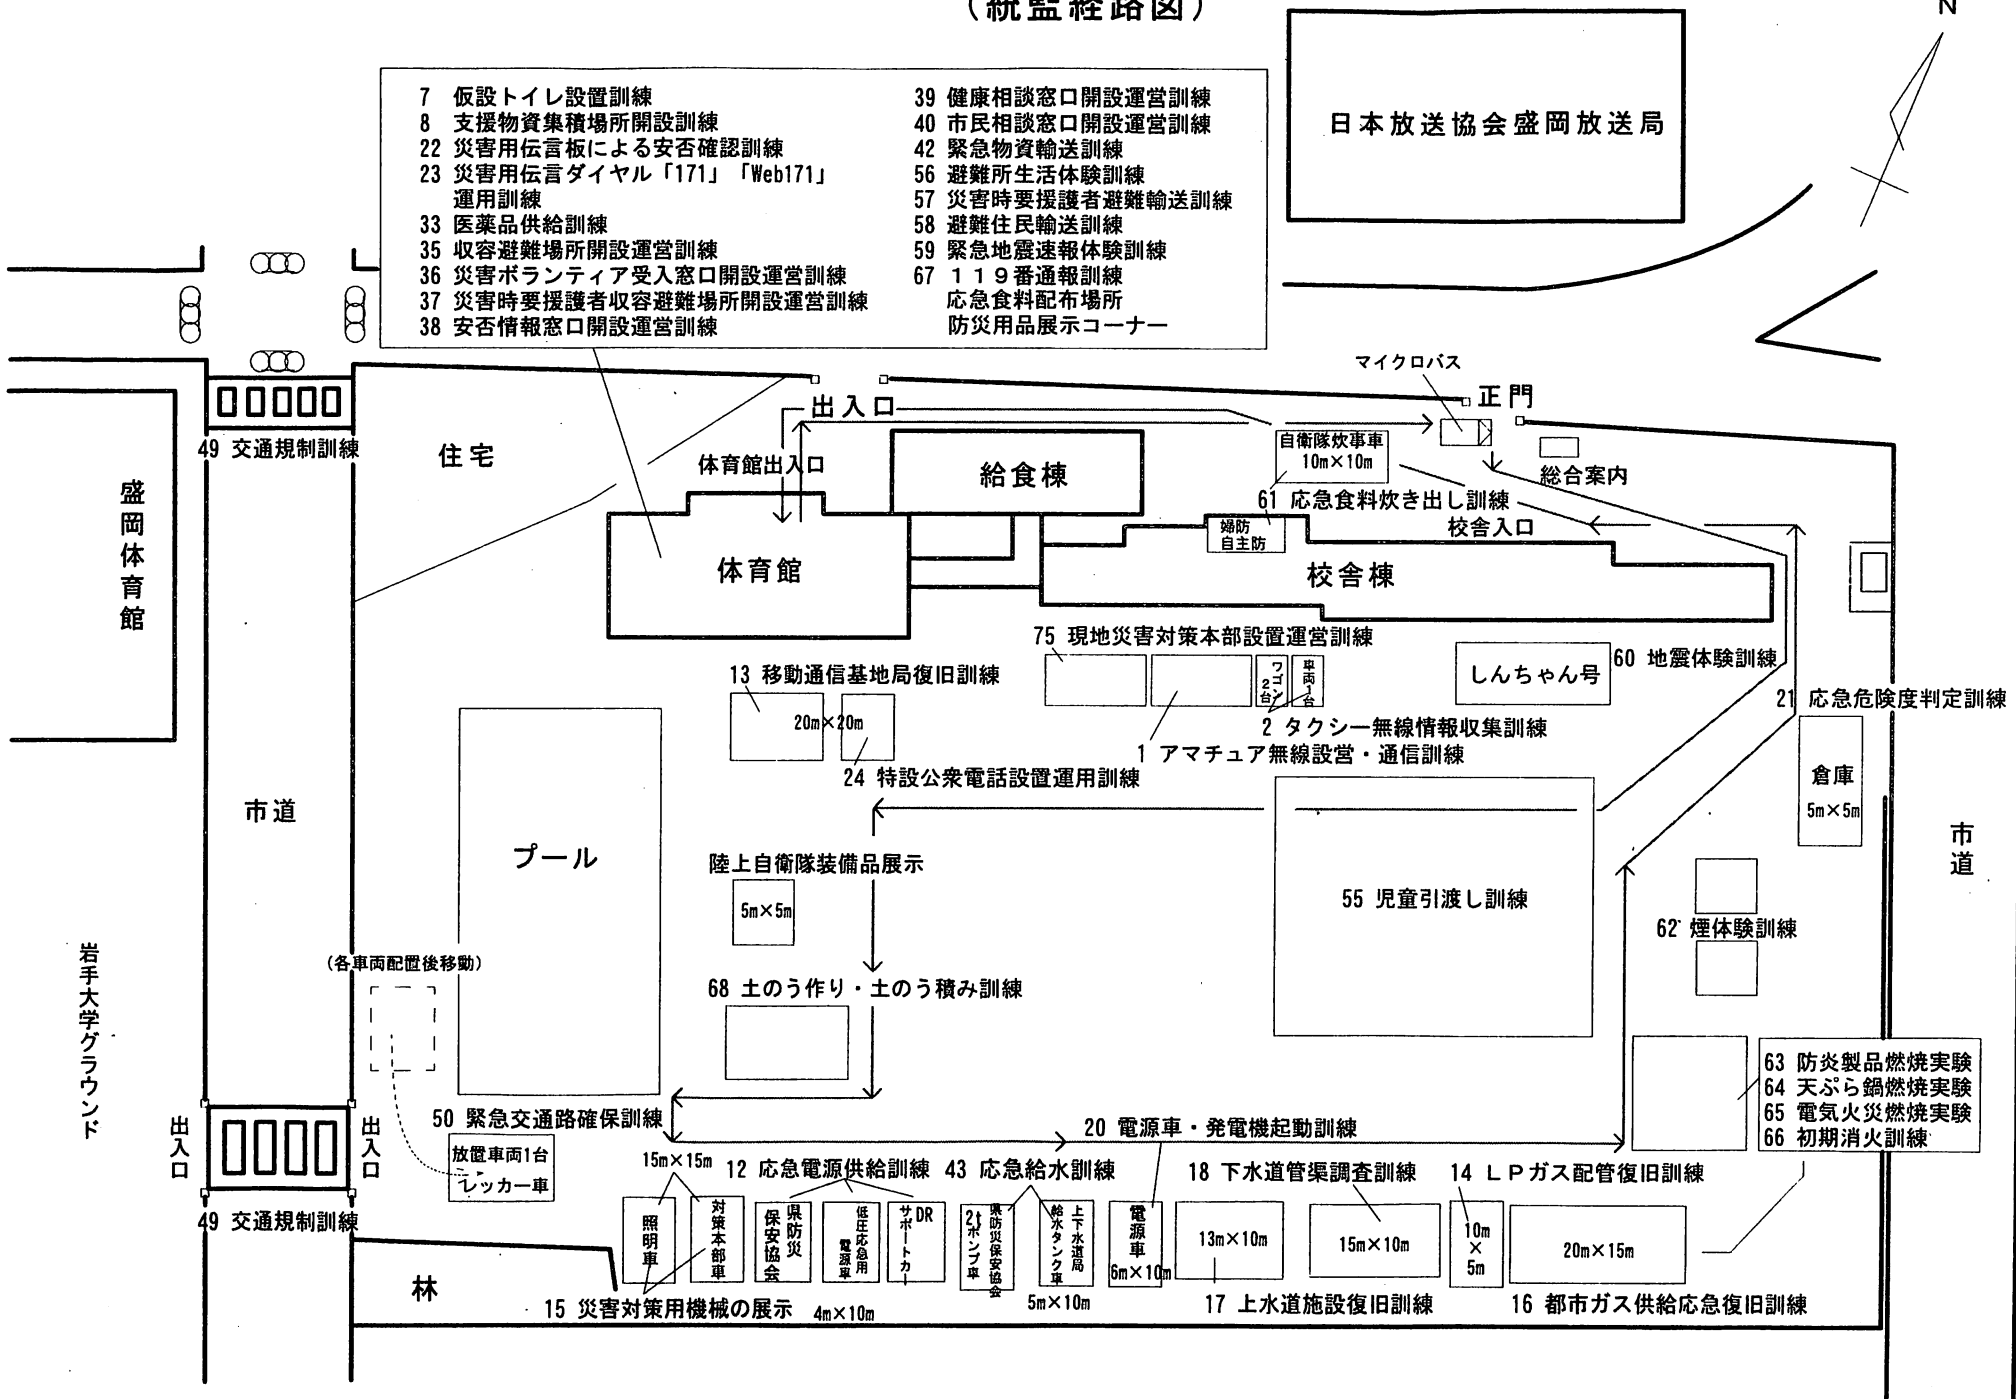 （統監経路図）
N
日本放送協会盛岡放送局
7 仮設トイレ設置訓練
8 支援物資集積場所開設訓練
22 災害用伝言板による安否確認訓練
23 災害用伝言ダイヤル「171」「Web171」
運用訓練
33 医薬品供給訓練
35 収容避難場所開設運営訓練
36 災害ボランティア受入窓口開設運営訓練
37 災害時要援護者収容避難場所開設運営訓練
38 安否情報窓口開設運営訓練
39 健康相談窓口開設運営訓練
40 市民相談窓口開設運営訓練
42 緊急物資輸送訓練
56 避難所生活体験訓練
57 災害時要援護者避難輸送訓練
58 避難住民輸送訓練
59 緊急地震速報体験訓練
67 １１９番通報訓練
応急食料配布場所
防災用品展示コーナー
マイクロバス
正門
出入口
49 交通規制訓練
住宅
体育館出入口
給食棟
自衛隊炊事車
10m×10m
総合案内
61 応急食料炊き出し訓練
校舎入口
婦防
自主防
盛岡体育館
体育館
校舎棟
75 現地災害対策本部設置運営訓練
ワゴン2台
車両1台
しんちゃん号
60 地震体験訓練
13 移動通信基地局復旧訓練
20m×20m
21 応急危険度判定訓練
2 タクシー無線情報収集訓練
1 アマチュア無線設営・通信訓練
24 特設公衆電話設置運用訓練
倉庫
5m×5m
市道
市道
プール
陸上自衛隊装備品展示
5m×5m
55 児童引渡し訓練
62 煙体験訓練
岩手大学グラウンド
(各車両配置後移動)
68 土のう作り・土のう積み訓練
63 防炎製品燃焼実験
64 天ぷら鍋燃焼実験
65 電気火災燃焼実験
66 初期消火訓練
出入口
出入口
50 緊急交通路確保訓練
放置車両1台
レッカー車
20 電源車・発電機起動訓練
15m×15m
12 応急電源供給訓練
43 応急給水訓練
18 下水道管渠調査訓練
14 ＬＰガス配管復旧訓練
49 交通規制訓練
照明車
対策本部車
県防災
保安協会
低圧応急用
電源車
DR
サポートカー
県防災保安協会
2tポンプ車
上下水道局
給水タンク車
電源車
6m×10m
13m×10m
15m×10m
10m
×
5m
20m×15m
林
15 災害対策用機械の展示
4m×10m
5m×10m
17 上水道施設復旧訓練
16 都市ガス供給応急復旧訓練